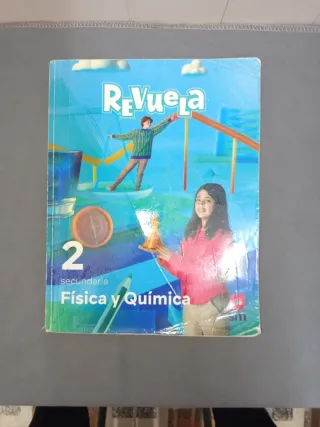 REVUELA
2
secundaria
Física y Química
sm